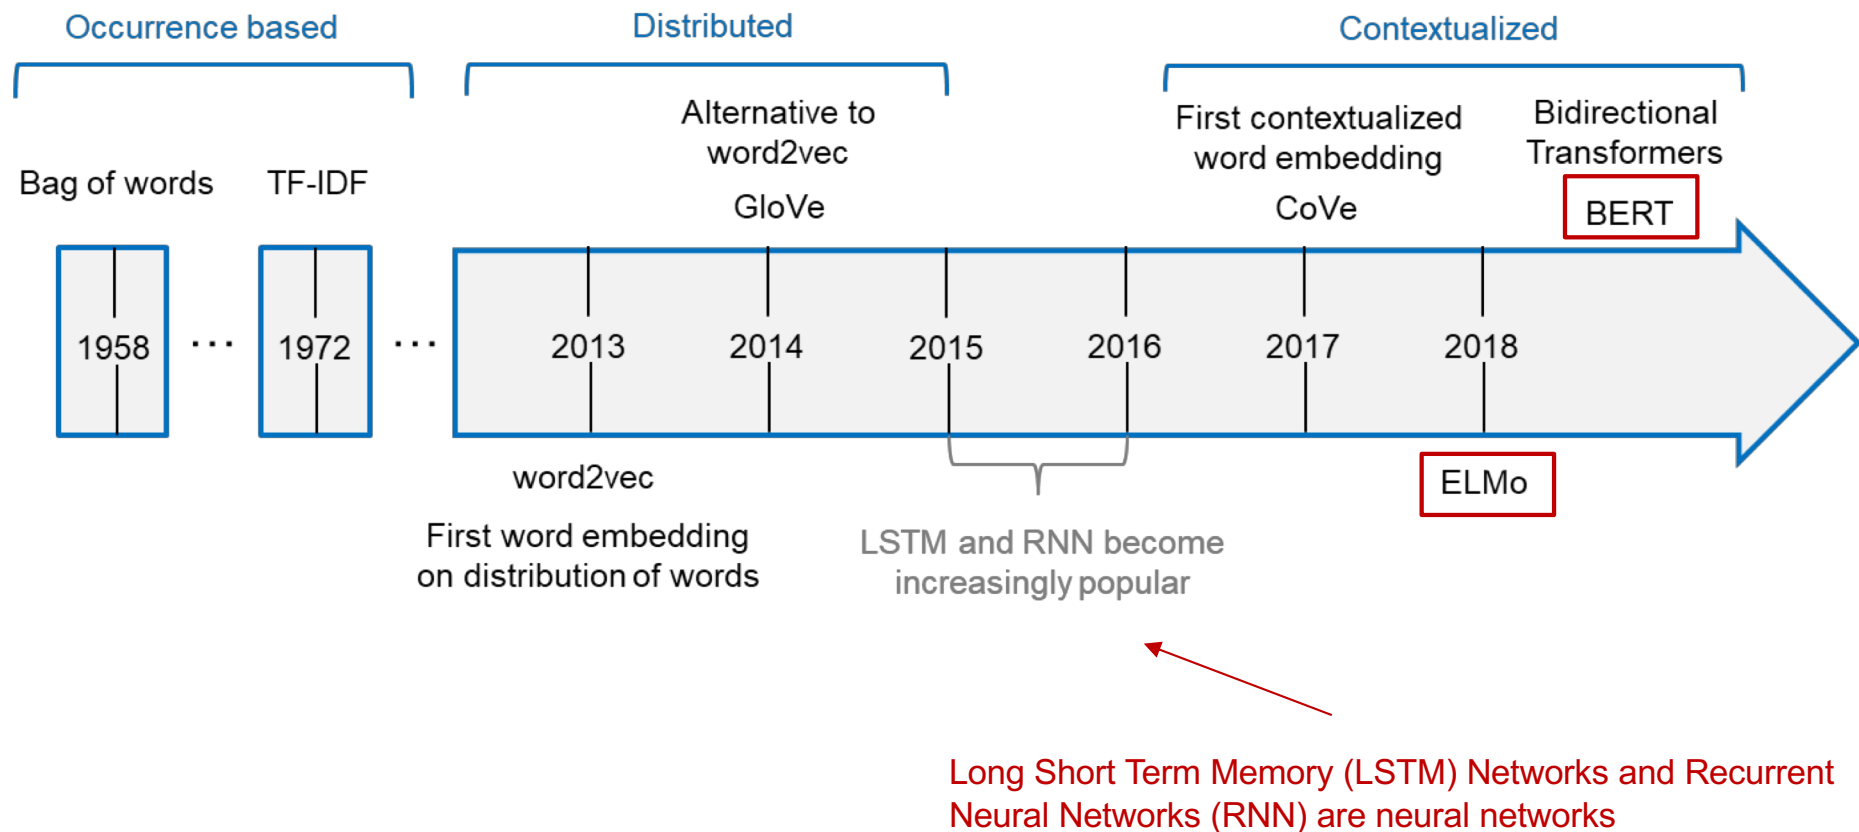 Occurrence based
Distributed
Contextualized
Bag of words
TF-IDF
Alternative to
word2vec
GloVe
First contextualized
word embedding
CoVe
Bidirectional
Transformers
BERT
1958
...
1972
...
2013
2014
2015
2016
2017
2018
word2vec
First word embedding
on distribution of words
LSTM and RNN become
increasingly popular
ELMo
Long Short Term Memory (LSTM) Networks and Recurrent
Neural Networks (RNN) are neural networks